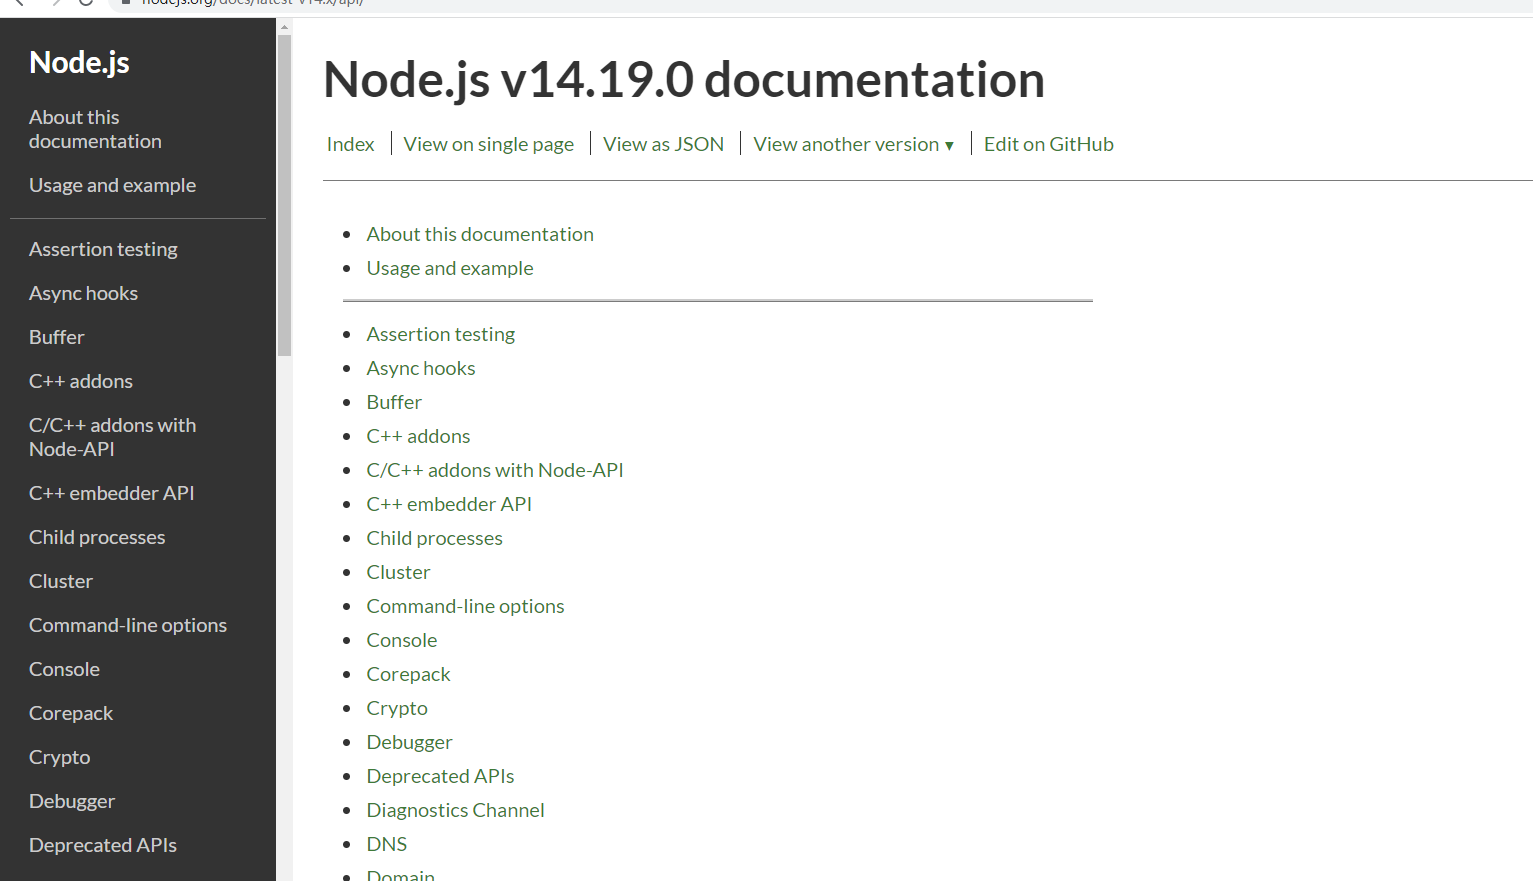 nodejs.org/docs/latest-v14.x/api/
Node.js
About this
documentation
Usage and example
Assertion testing
Async hooks
Buffer
C++ addons
C/C++ addons with
Node-API
C++ embedder API
Child processes
Cluster
Command-line options
Console
Corepack
Crypto
Debugger
Deprecated APIs
Node.js v14.19.0 documentation
Index | View on single page | View as JSON | View another version ▼ | Edit on GitHub
• About this documentation
• Usage and example
• Assertion testing
• Async hooks
• Buffer
• C++ addons
• C/C++ addons with Node-API
• C++ embedder API
• Child processes
• Cluster
• Command-line options
• Console
• Corepack
• Crypto
• Debugger
• Deprecated APIs
• Diagnostics Channel
• DNS
• Domain